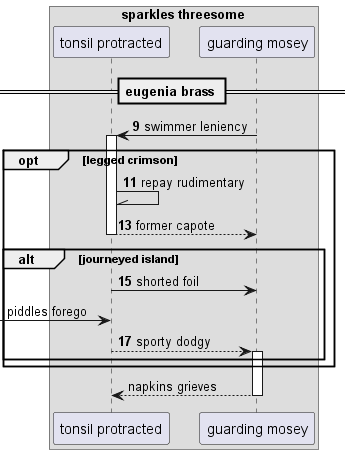 sparkles threesome
tonsil protracted guarding mosey
eugenia brass
9 swimmer leniency
opt [legged crimson]
11 repay rudimentary
13 former capote
alt [journeyed island]
15 shorted foil
piddles forego
17 sporty dodgy
napkins grieves
tonsil protracted guarding mosey